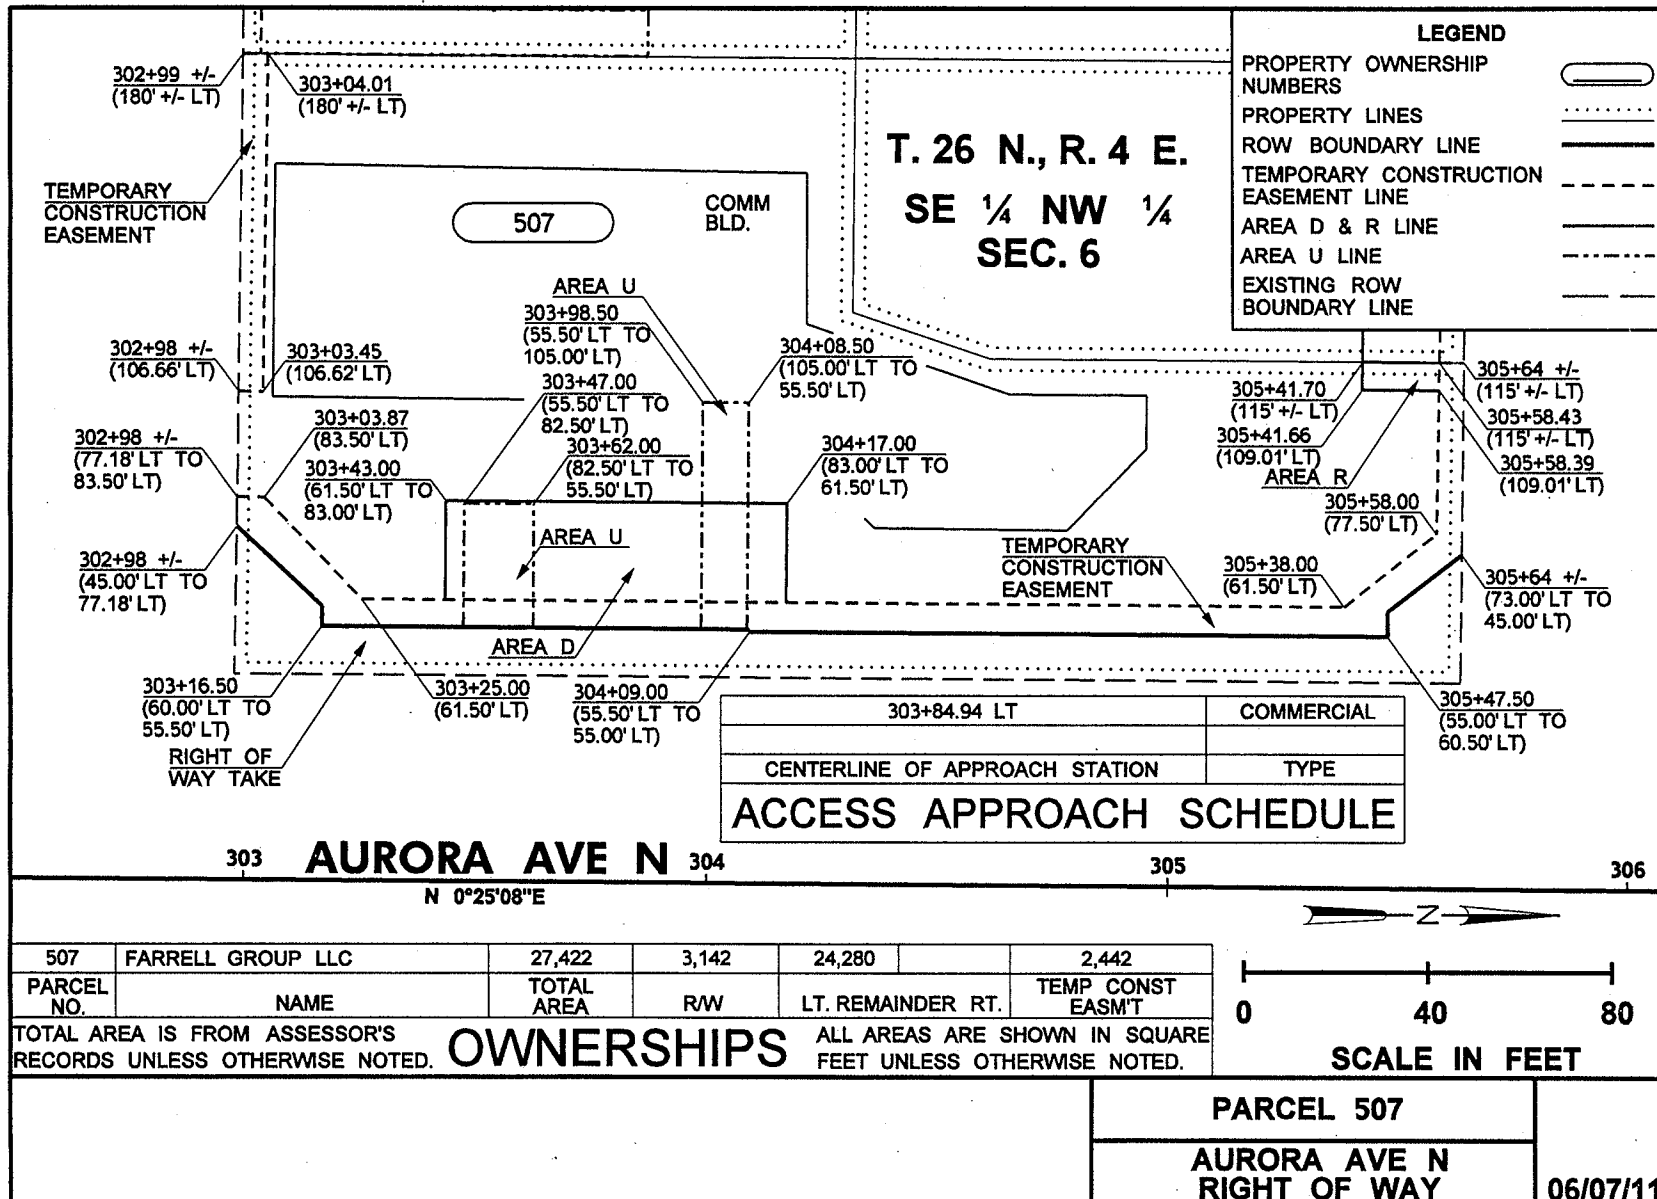 302+99 +/-
(180' +/- LT)
303+04.01
(180' +/- LT)
TEMPORARY
CONSTRUCTION
EASEMENT
507
COMM
BLD.
T. 26 N., R. 4 E.
SE ¼ NW ¼
SEC. 6
LEGEND
PROPERTY OWNERSHIP
NUMBERS
PROPERTY LINES
ROW BOUNDARY LINE
TEMPORARY CONSTRUCTION
EASEMENT LINE
AREA D & R LINE
AREA U LINE
EXISTING ROW
BOUNDARY LINE
AREA U
303+98.50
(55.50' LT TO
105.00' LT)
304+08.50
(105.00' LT TO
55.50' LT)
302+98 +/-
(106.66' LT)
303+03.45
(106.62' LT)
303+47.00
(55.50' LT TO
82.50' LT)
303+03.87
(83.50' LT)
302+98 +/-
(77.18' LT TO
83.50' LT)
303+43.00
(61.50' LT TO
83.00' LT)
303+62.00
(82.50' LT TO
55.50' LT)
304+17.00
(83.00' LT TO
61.50' LT)
305+41.70
(115' +/- LT)
305+41.66
(109.01' LT)
AREA R
305+64 +/-
(115' +/- LT)
305+58.43
(115' +/- LT)
305+58.39
(109.01' LT)
305+58.00
(77.50' LT)
AREA U
302+98 +/-
(45.00' LT TO
77.18' LT)
TEMPORARY
CONSTRUCTION
EASEMENT
305+38.00
(61.50' LT)
305+64 +/-
(73.00' LT TO
45.00' LT)
AREA D
303+16.50
(60.00' LT TO
55.50' LT)
303+25.00
(61.50' LT)
304+09.00
(55.50' LT TO
55.00' LT)
305+47.50
(55.00' LT TO
60.50' LT)
RIGHT OF
WAY TAKE
303+84.94 LT COMMERCIAL
CENTERLINE OF APPROACH STATION TYPE
ACCESS APPROACH SCHEDULE
303 AURORA AVE N 304 305 306
N 0°25'08"E
N
507 FARRELL GROUP LLC 27,422 3,142 24,280 2,442
PARCEL NO. NAME TOTAL AREA R/W LT. REMAINDER RT. TEMP CONST EASM'T
TOTAL AREA IS FROM ASSESSOR'S
RECORDS UNLESS OTHERWISE NOTED.
OWNERSHIPS
ALL AREAS ARE SHOWN IN SQUARE
FEET UNLESS OTHERWISE NOTED.
0 40 80
SCALE IN FEET
PARCEL 507
AURORA AVE N
RIGHT OF WAY
06/07/11